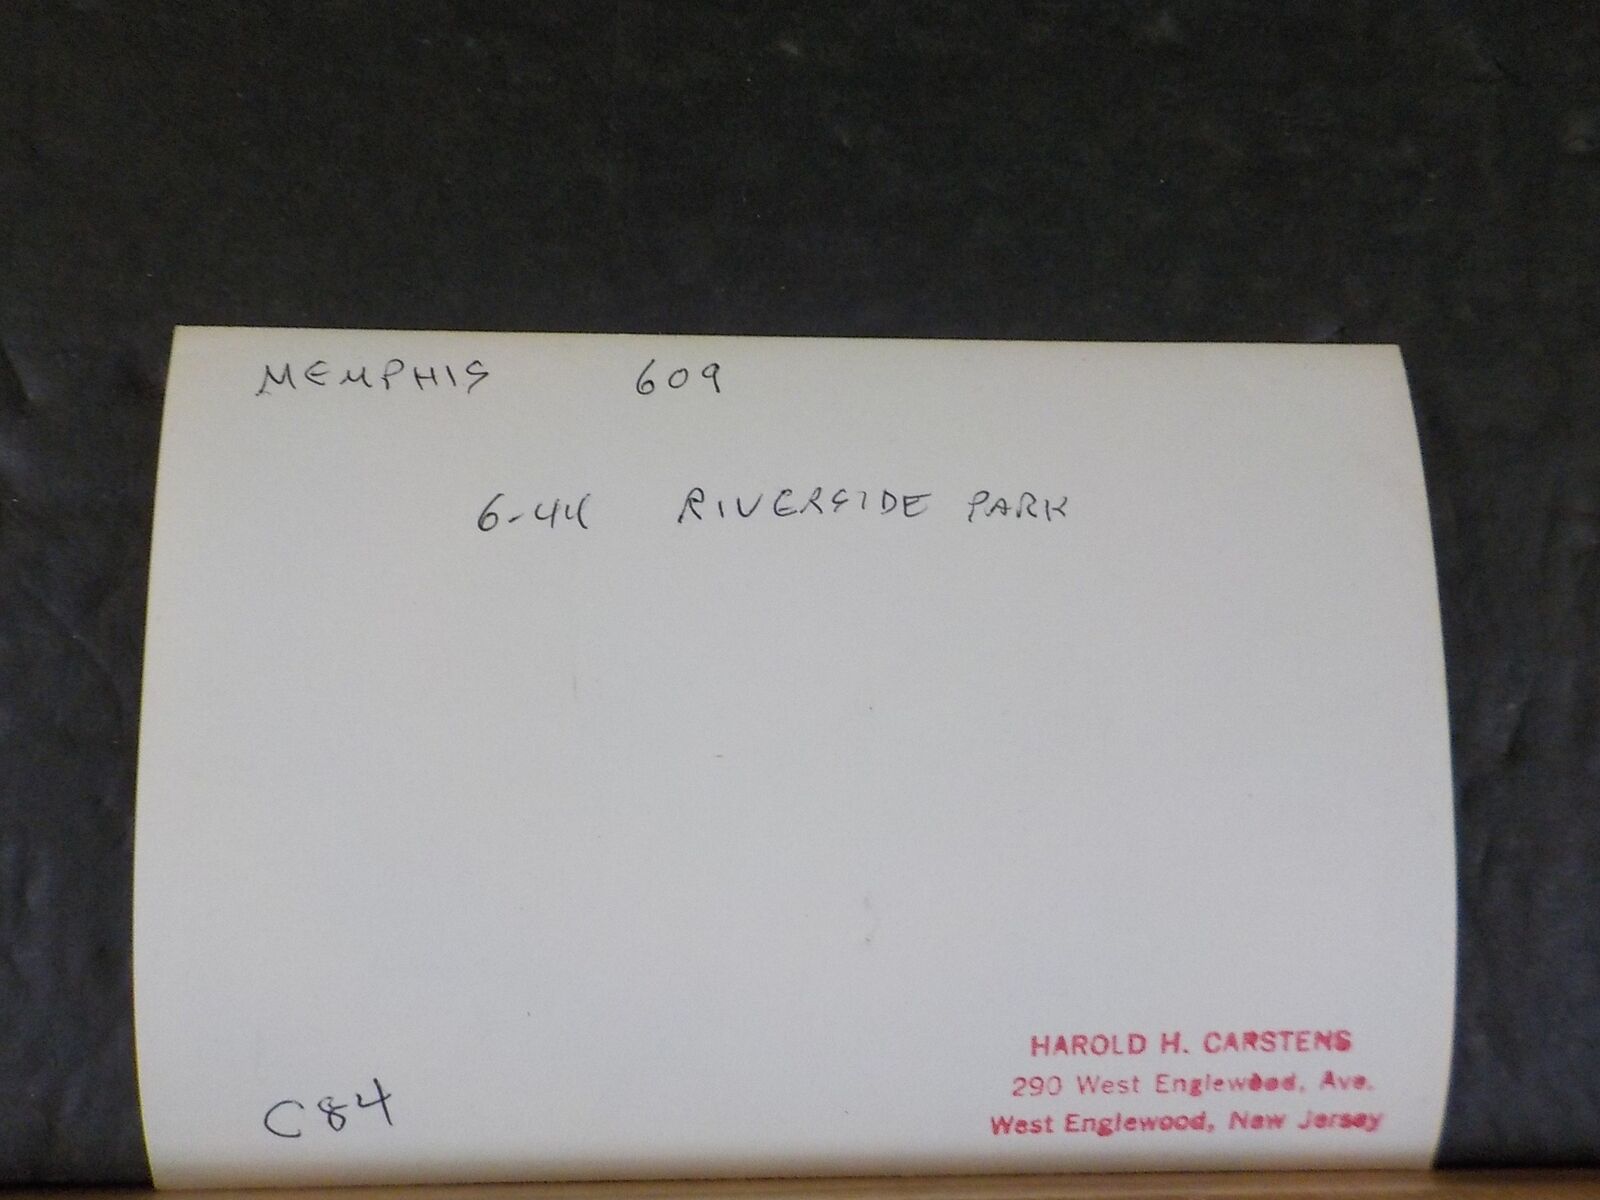 MEMPHIS 609
6-44 RIVERSIDE PARK
C84
HAROLD H. CARSTENS
290 West Englewood, Ave.
West Englewood, New Jersey